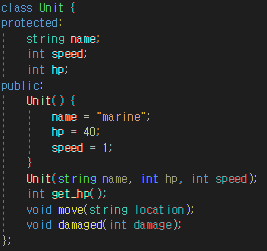 class Unit {
protected:
    string name;
    int speed;
    int hp;
public:
    Unit() {
        name = "marine";
        hp = 40;
        speed = 1;
    }
    Unit(string name, int hp, int speed);
    int get_hp();
    void move(string location);
    void damaged(int damage);
};